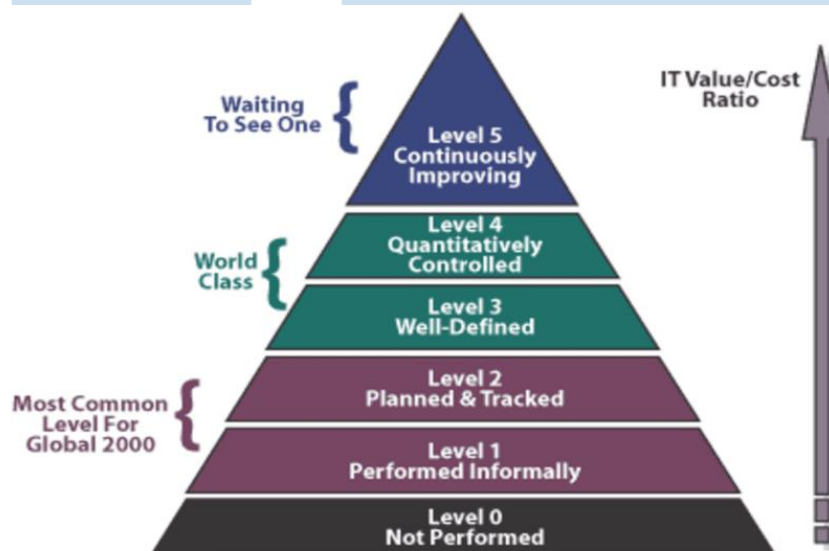 IT Value/Cost
Ratio
Waiting
To See One
Level 5
Continuously
Improving
World
Class
Level 4
Quantitatively
Controlled
Level 3
Well-Defined
Most Common
Level For
Global 2000
Level 2
Planned & Tracked
Level 1
Performed Informally
Level 0
Not Performed